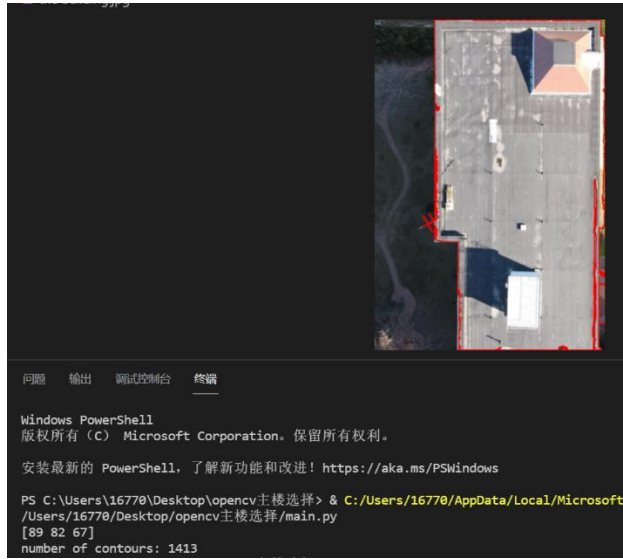 问题 输出 调试控制台 终端
Windows PowerShell
版权所有 (C) Microsoft Corporation。保留所有权利。
安装最新的 PowerShell，了解新功能和改进！https://aka.ms/PSWindows
PS C:\Users\16770\Desktop\opencv主楼选择> & C:/Users/16770/AppData/Local/Microsoft
/Users/16770/Desktop/opencv主楼选择/main.py
[89 82 67]
number of contours: 1413